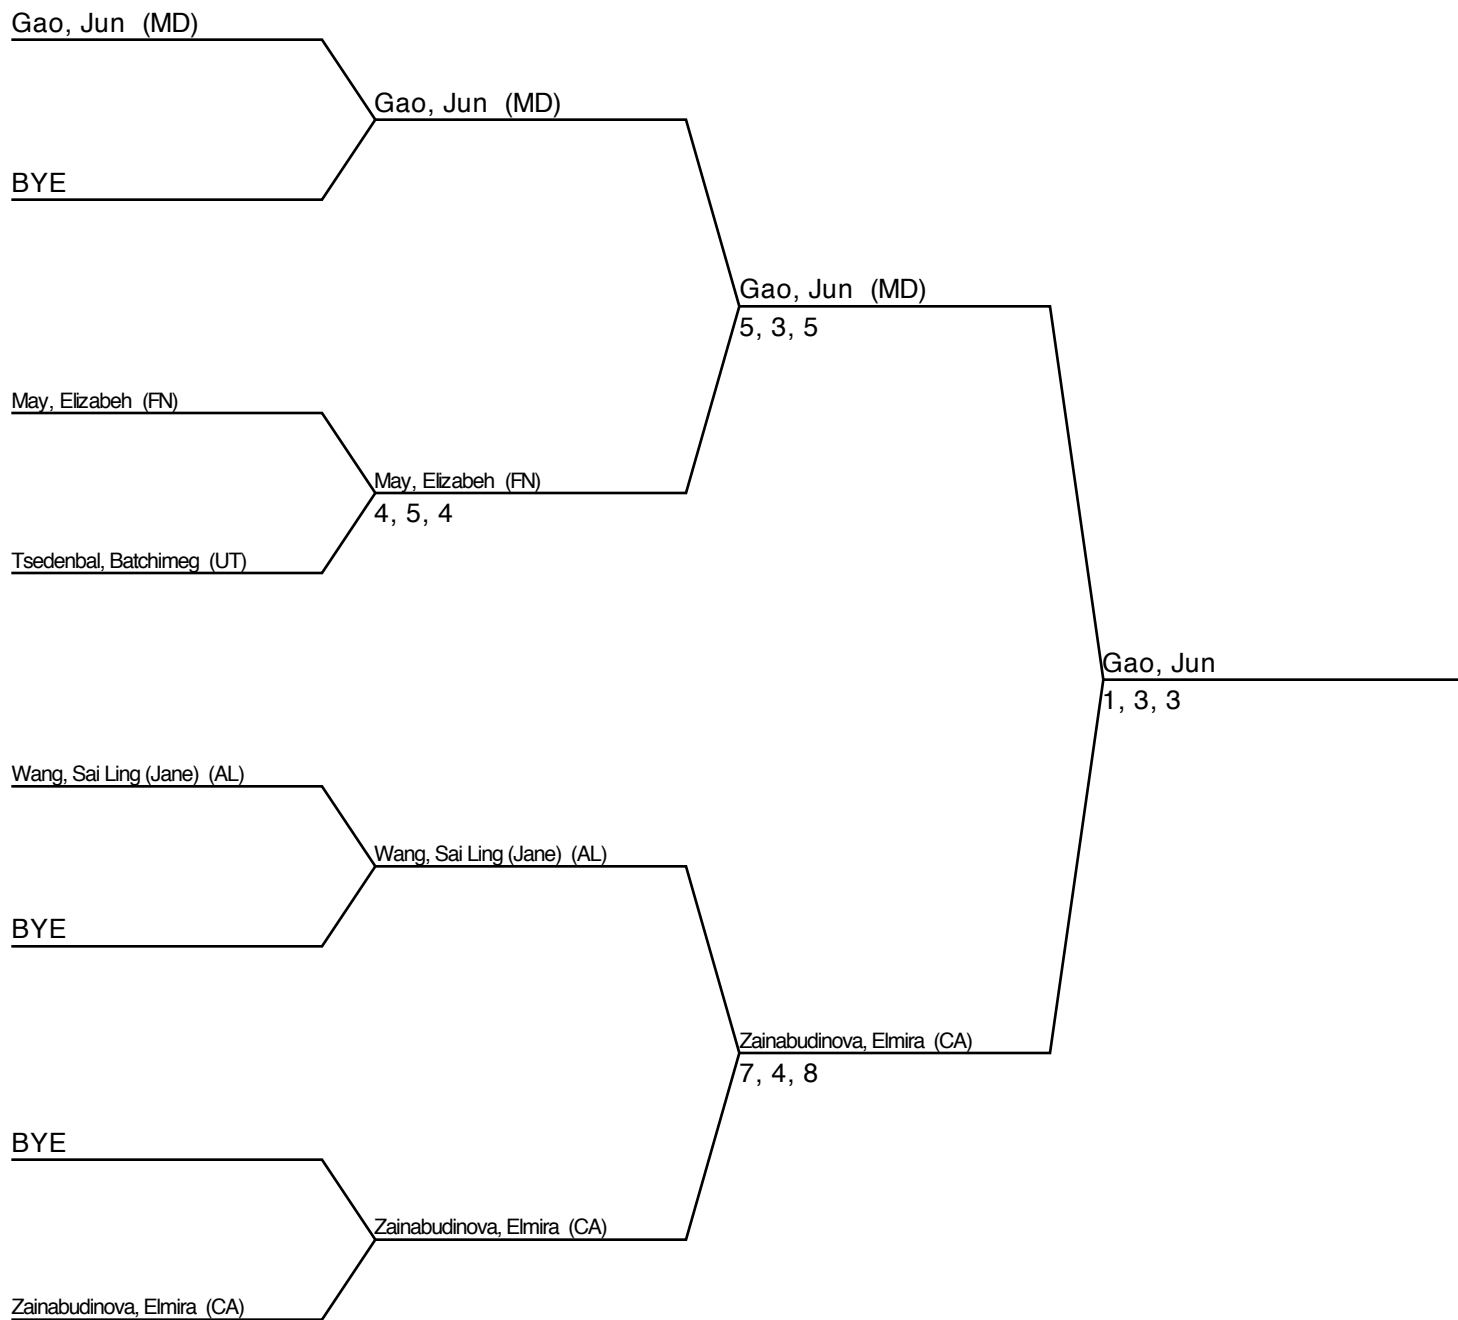 Gao, Jun (MD)
Gao, Jun (MD)
BYE
Gao, Jun (MD)
5, 3, 5
May, Elizabeh (FN)
May, Elizabeh (FN)
4, 5, 4
Tsedenbal, Batchimeg (UT)
Gao, Jun
1, 3, 3
Wang, Sai Ling (Jane) (AL)
Wang, Sai Ling (Jane) (AL)
BYE
Zainabudinova, Elmira (CA)
7, 4, 8
BYE
Zainabudinova, Elmira (CA)
Zainabudinova, Elmira (CA)